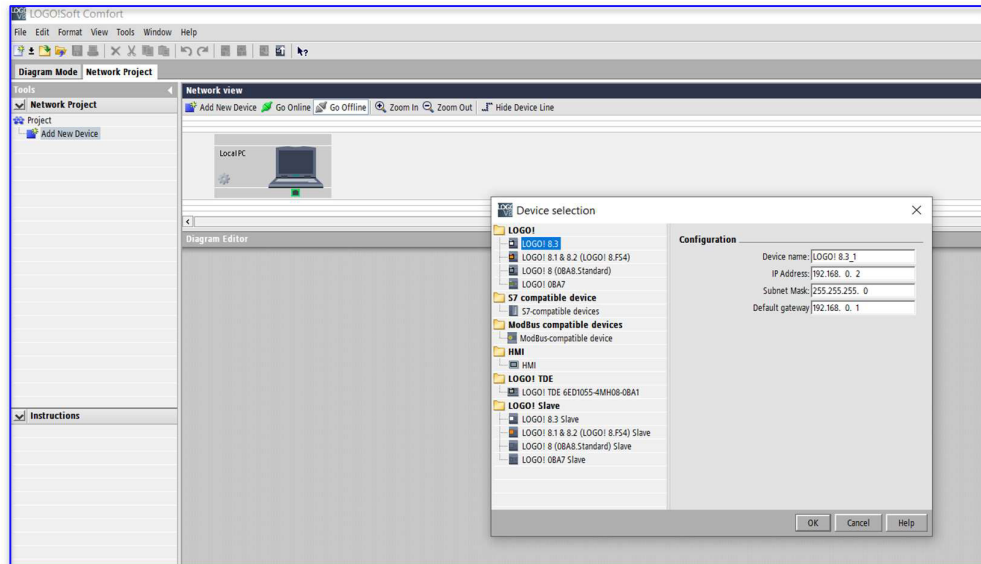 LOGO!Soft Comfort
File Edit Format View Tools Window Help
Diagram Mode Network Project
Tools
Network Project
Project
Add New Device
Instructions
Network view
Add New Device Go Online Go Offline Zoom In Zoom Out Hide Device Line
Local PC
Diagram Editor
Device selection
LOGO!
LOGO! 8.3
LOGO! 8.1 & 8.2 (LOGO! 8.FS4)
LOGO! 8 (0BA8.Standard)
LOGO! 0BA7
S7 compatible device
S7-compatible devices
ModBus compatible devices
ModBus-compatible device
HMI
HMI
LOGO! TDE
LOGO! TDE 6ED1055-4MH08-0BA1
LOGO! Slave
LOGO! 8.3 Slave
LOGO! 8.1 & 8.2 (LOGO! 8.FS4) Slave
LOGO! 8 (0BA8.Standard) Slave
LOGO! 0BA7 Slave
Configuration
Device name: LOGO! 8.3_1
IP Address: 192.168. 0. 2
Subnet Mask: 255.255.255. 0
Default gateway 192.168. 0. 1
OK Cancel Help